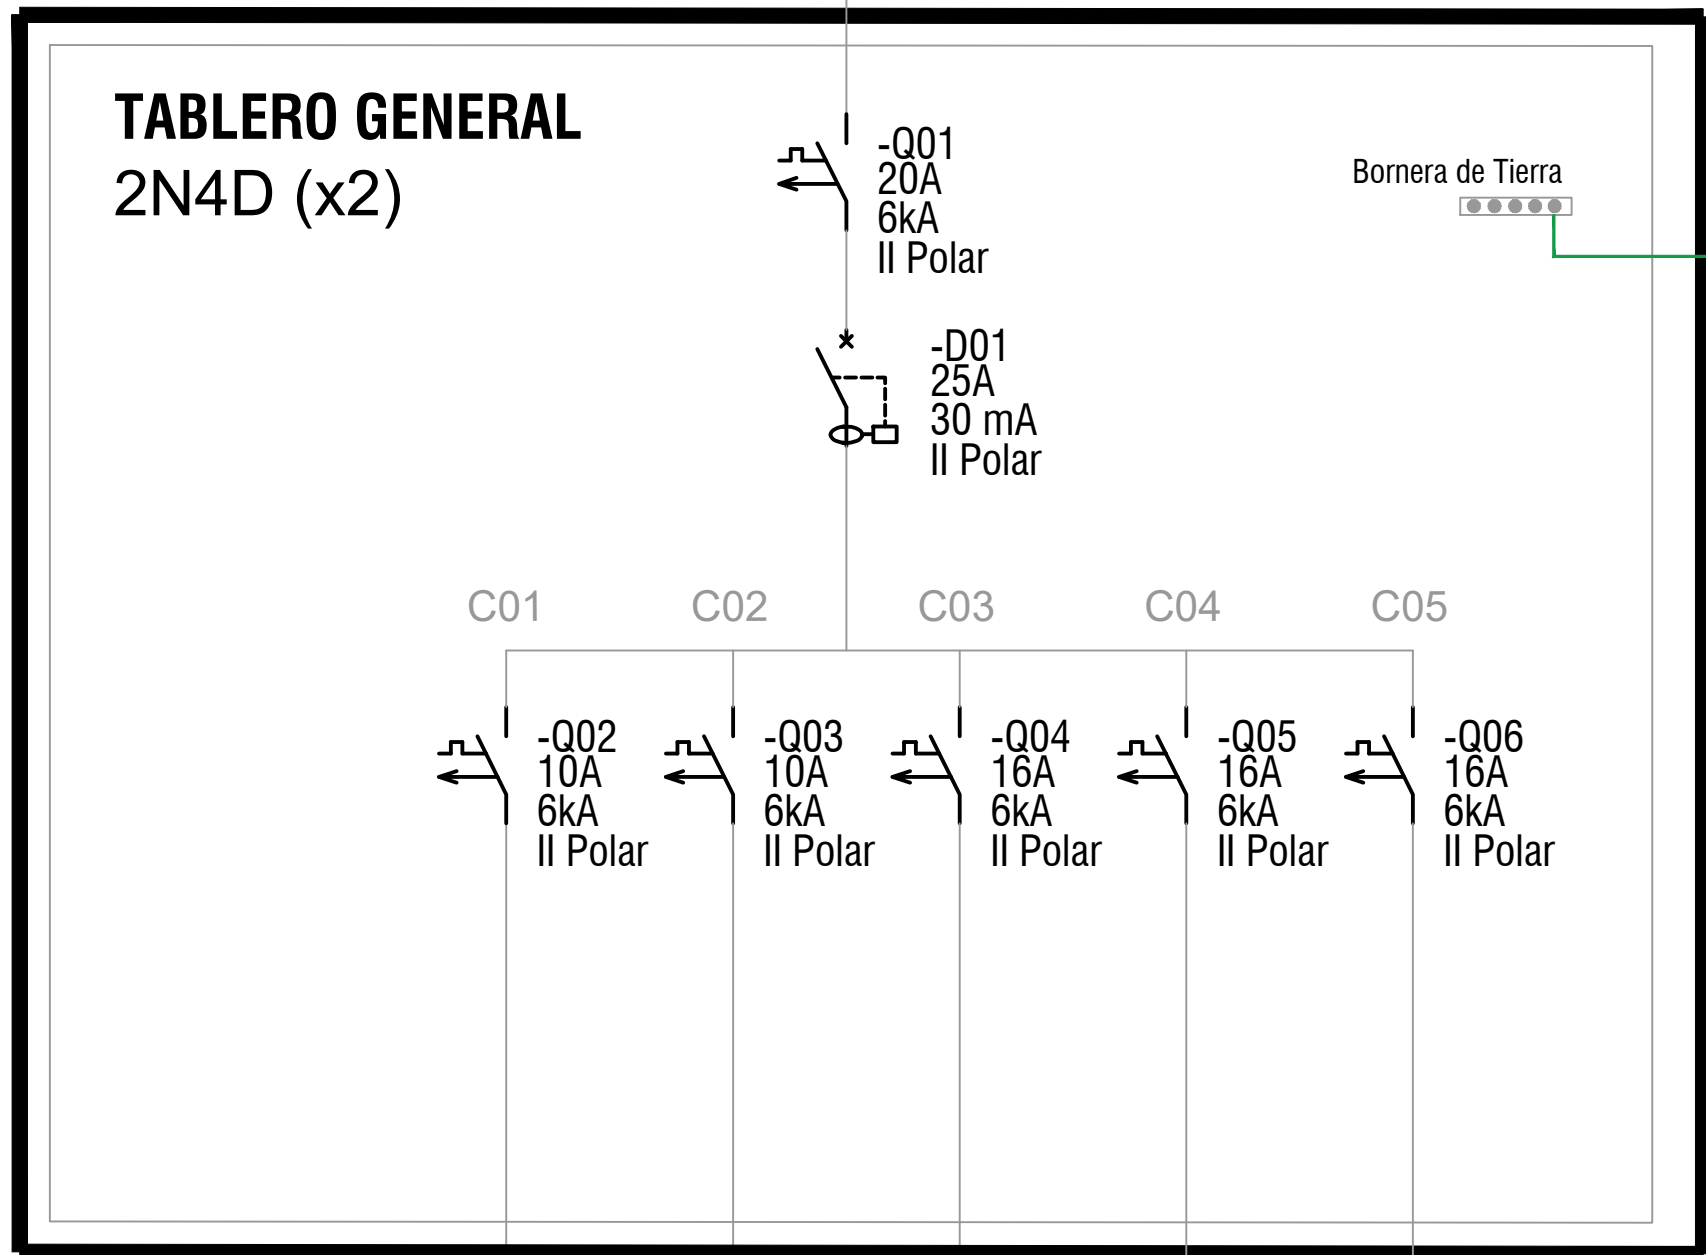 TABLERO GENERAL
2N4D (x2)
-Q01
20A
6kA
II Polar
Bornera de Tierra
-D01
25A
30 mA
II Polar
C01
C02
C03
C04
C05
-Q02
10A
6kA
II Polar
-Q03
10A
6kA
II Polar
-Q04
16A
6kA
II Polar
-Q05
16A
6kA
II Polar
-Q06
16A
6kA
II Polar